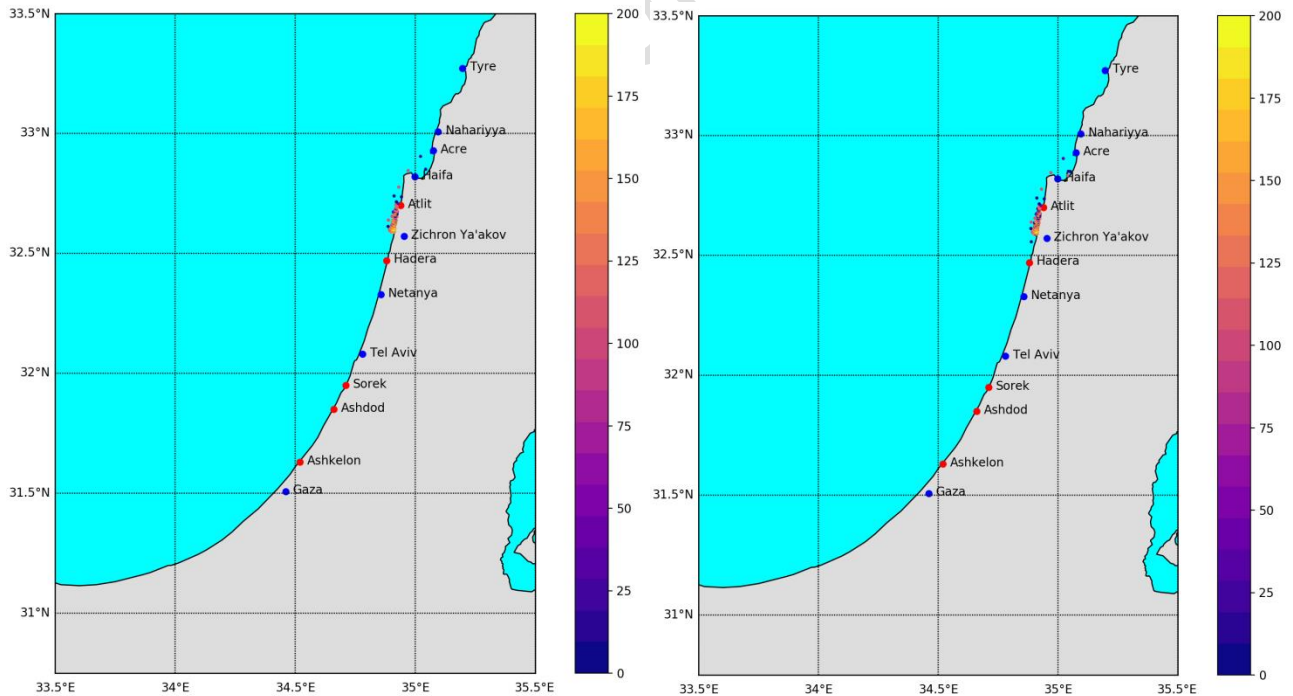 33.5°N
33°N
32.5°N
32°N
31.5°N
31°N
33.5°E
34°E
34.5°E
35°E
35.5°E
Tyre
Nahariyya
Acre
Haifa
Atlit
Zichron Ya'akov
Hadera
Netanya
Tel Aviv
Sorek
Ashdod
Ashkelon
Gaza
200
175
150
125
100
75
50
25
0
33.5°N
33°N
32.5°N
32°N
31.5°N
31°N
33.5°E
34°E
34.5°E
35°E
35.5°E
Tyre
Nahariyya
Acre
Haifa
Atlit
Zichron Ya'akov
Hadera
Netanya
Tel Aviv
Sorek
Ashdod
Ashkelon
Gaza
200
175
150
125
100
75
50
25
0